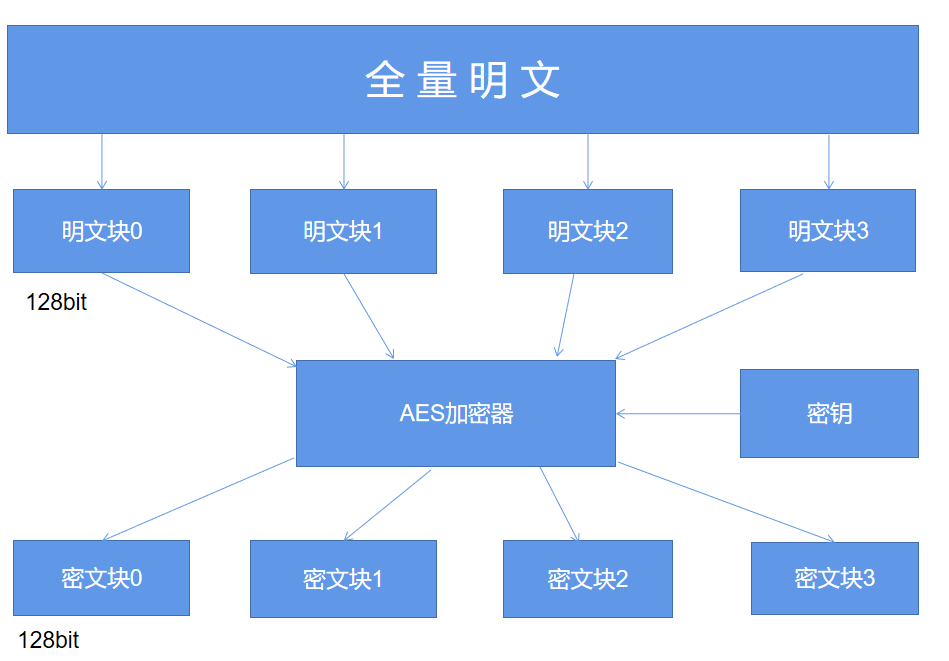 全 量 明 文
明文块0
明文块1
明文块2
明文块3
128bit
AES加密器
密钥
密文块0
密文块1
密文块2
密文块3
128bit